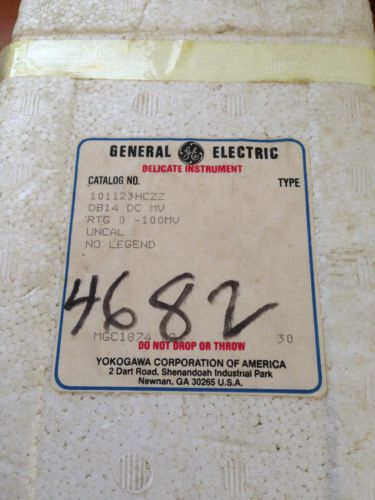 GENERAL GE ELECTRIC
DELICATE INSTRUMENT
CATALOG NO. TYPE
101123HCZZ
DB14 DC MV
RTG 0 -100MV
UNCAL
NO LEGEND
4682
MGC1874 30
DO NOT DROP OR THROW
YOKOGAWA CORPORATION OF AMERICA
2 Dart Road, Shenandoah Industrial Park
Newnan, GA 30265 U.S.A.